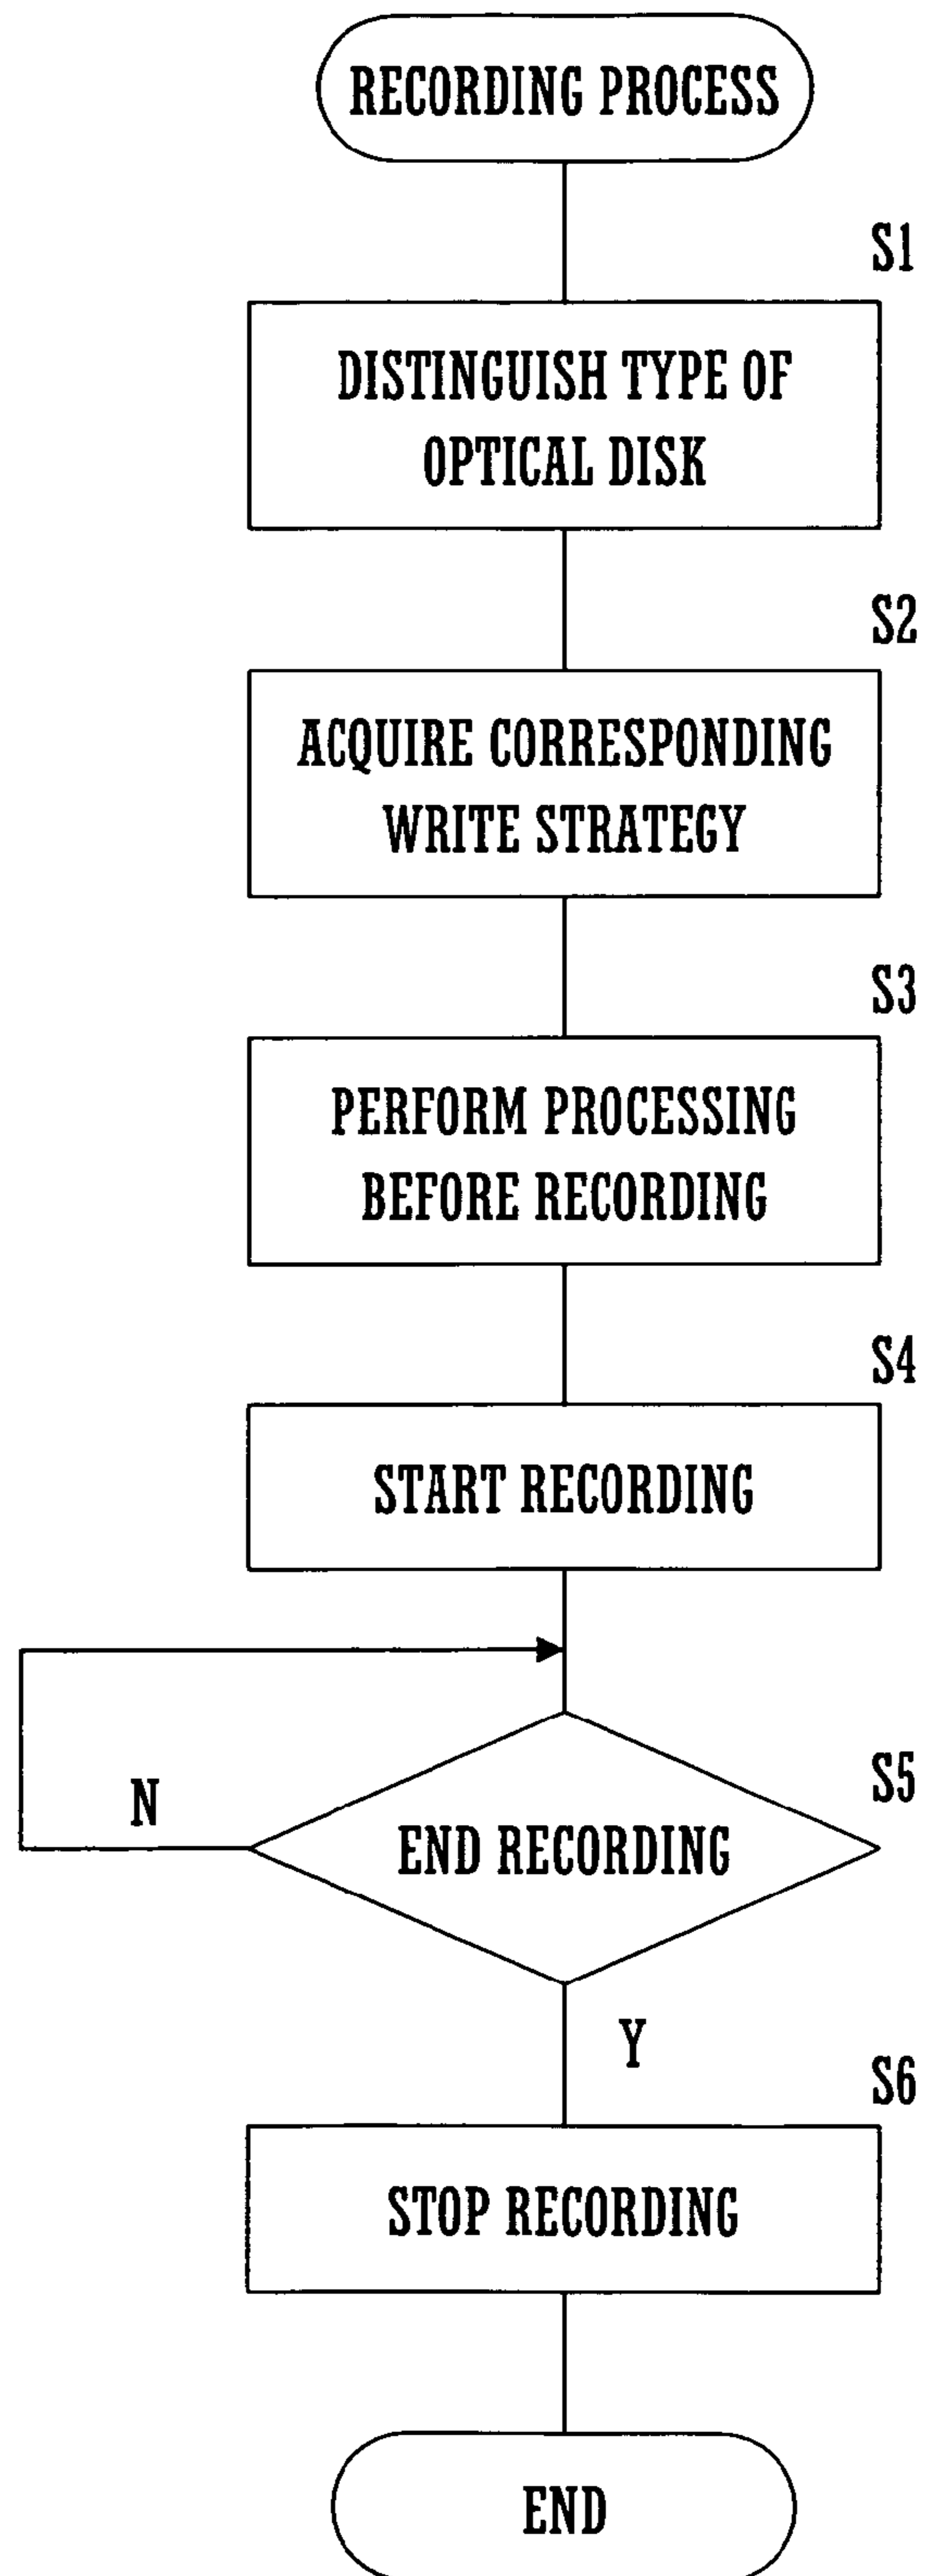 RECORDING PROCESS
S1
DISTINGUISH TYPE OF
OPTICAL DISK
S2
ACQUIRE CORRESPONDING
WRITE STRATEGY
S3
PERFORM PROCESSING
BEFORE RECORDING
S4
START RECORDING
S5
N
END RECORDING
Y
S6
STOP RECORDING
END